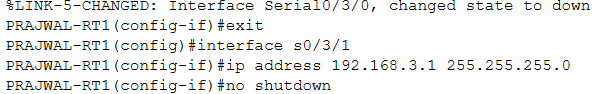 %LINK-5-CHANGED: Interface Serial0/3/0, changed state to down
PRAJWAL-RT1(config-if)#exit
PRAJWAL-RT1(config)#interface s0/3/1
PRAJWAL-RT1(config-if)#ip address 192.168.3.1 255.255.255.0
PRAJWAL-RT1(config-if)#no shutdown